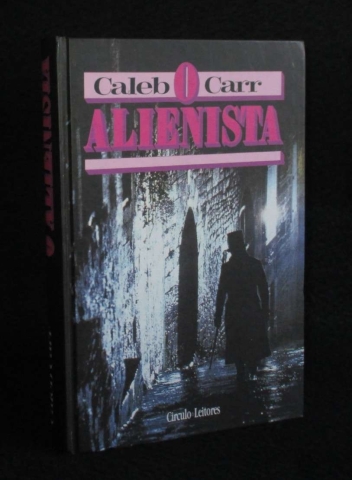 Caleb O Carr
ALIENISTA
Círculo Leitores
O ALIENISTA